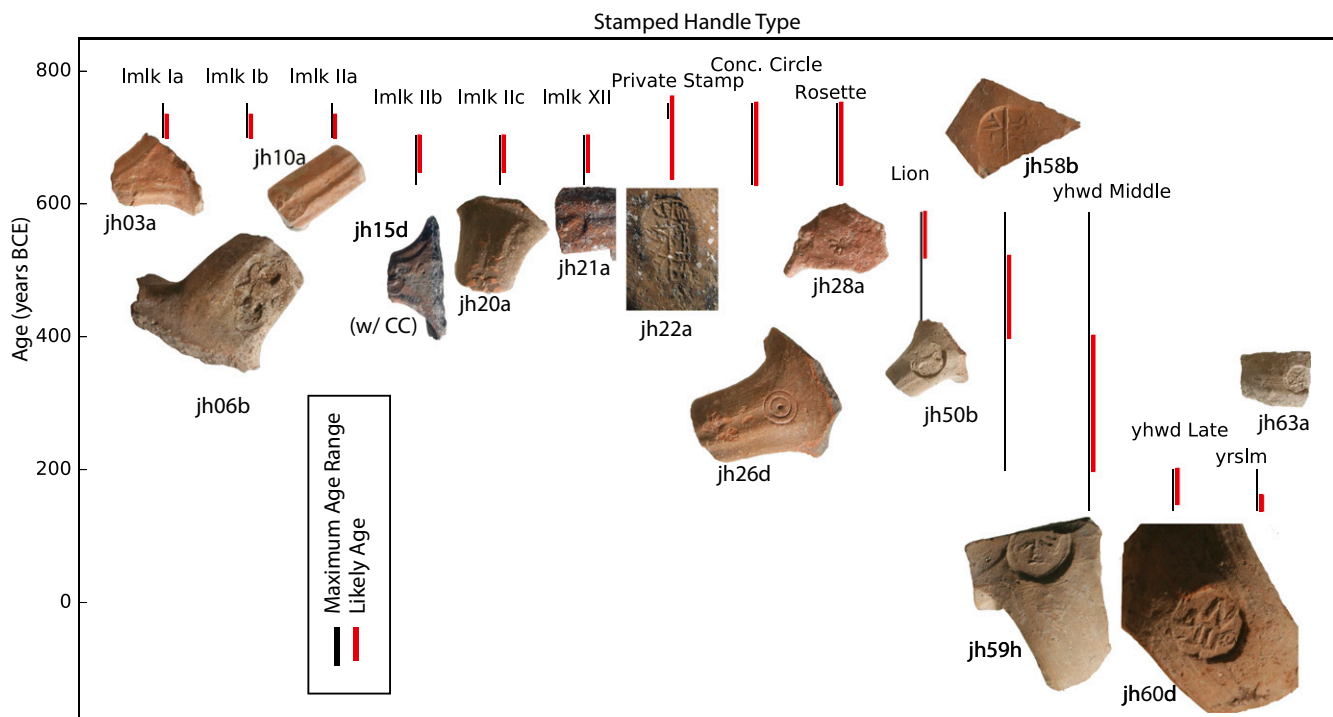 Stamped Handle Type
Age (years BCE)
800
600
400
200
0
lmlk Ia
lmlk Ib
lmlk IIa
lmlk IIb
lmlk IIc
lmlk XII
Private Stamp
Conc. Circle
Rosette
Lion
yhwd Middle
yhwd Late
yrslm
jh03a
jh06b
jh10a
jh15d
(w/ CC)
jh20a
jh21a
jh22a
jh26d
jh28a
jh50b
jh58b
jh59h
jh60d
jh63a
Maximum Age Range
Likely Age